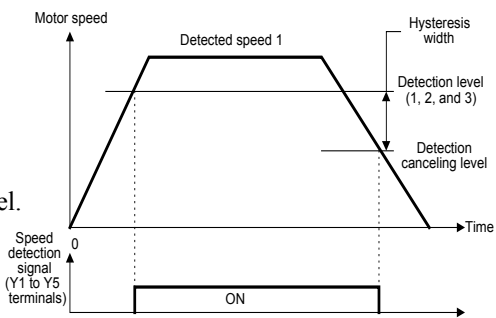 Motor speed
Detected speed 1
Hysteresis
width
Detection level
(1, 2, and 3)
Detection
canceling level
el.
Time
0
Speed
detection
signal
(Y1 to Y5
terminals)
ON